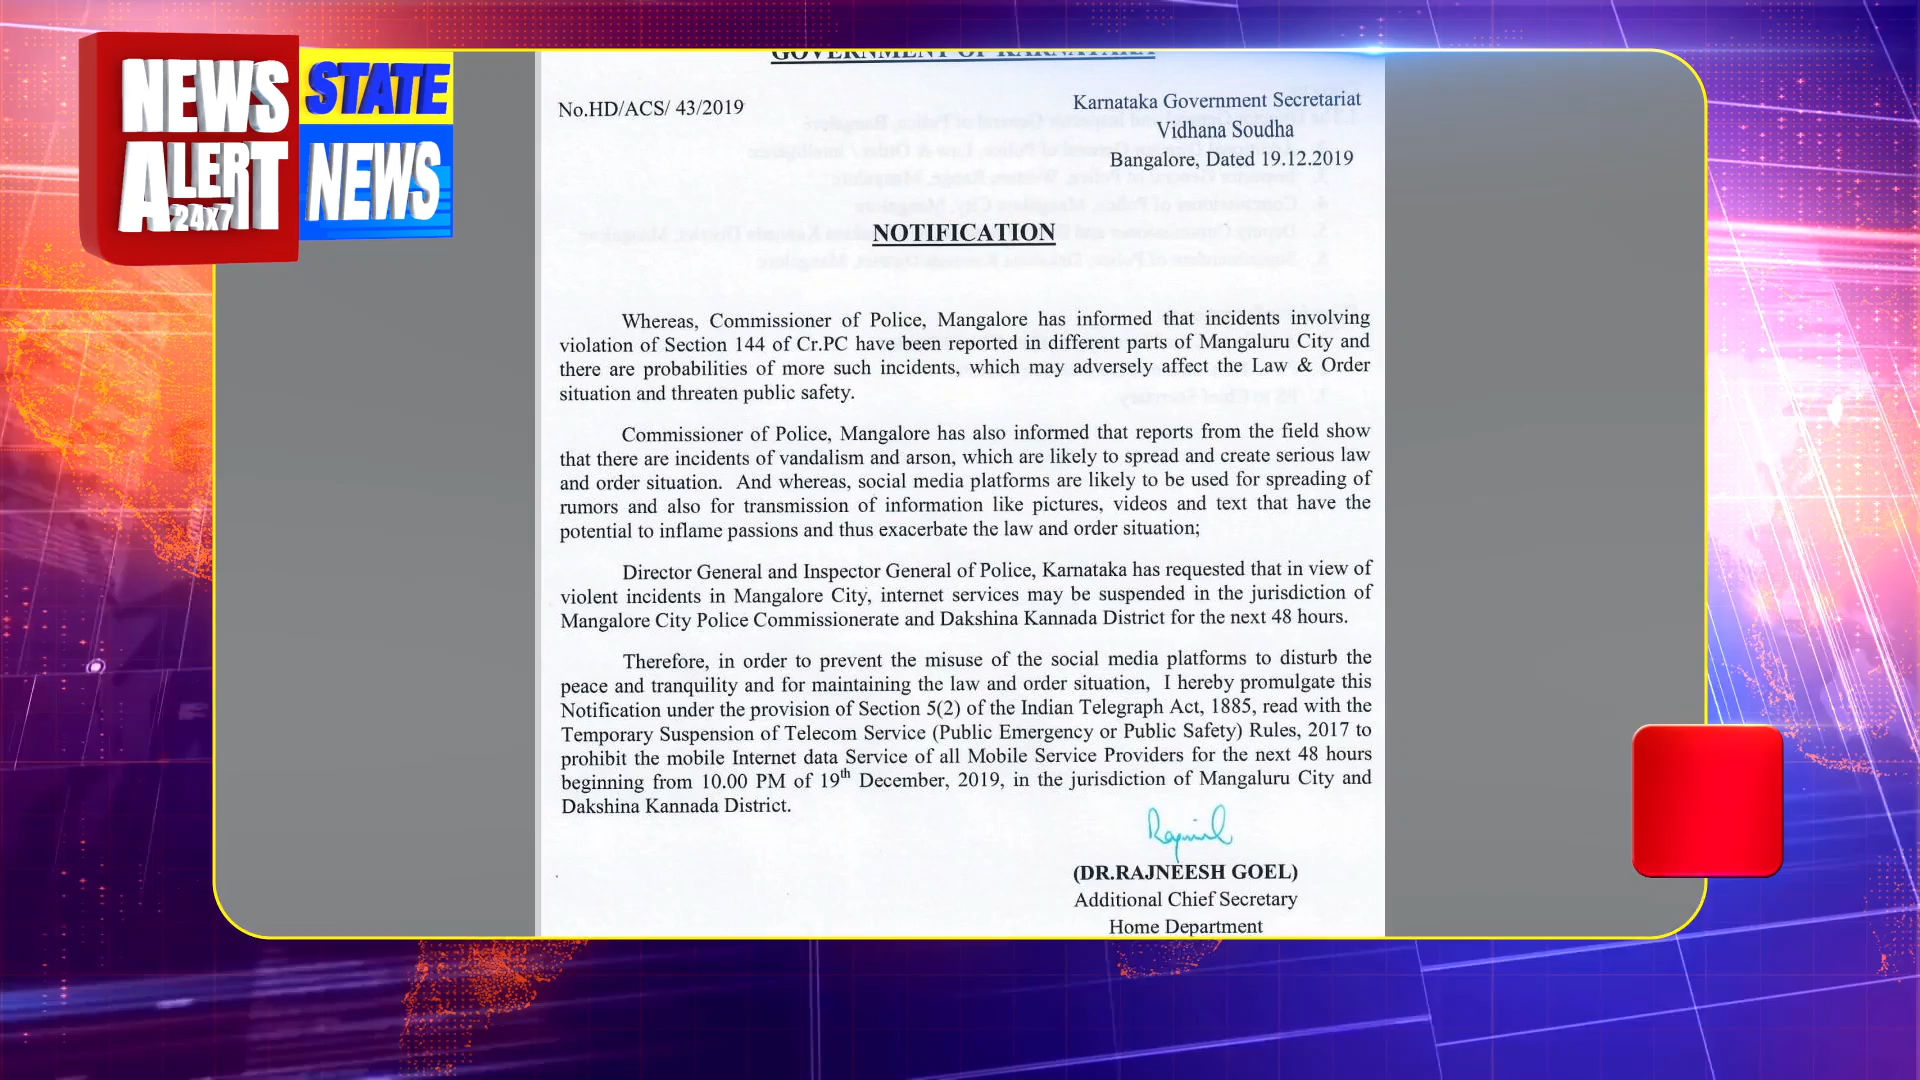 NEWS
ALERT
24x7
STATE
NEWS
GOVERNMENT OF KARNATAKA
No.HD/ACS/ 43/2019
Karnataka Government Secretariat
Vidhana Soudha
Bangalore, Dated 19.12.2019
NOTIFICATION
Whereas, Commissioner of Police, Mangalore has informed that incidents involving
violation of Section 144 of Cr.PC have been reported in different parts of Mangaluru City and
there are probabilities of more such incidents, which may adversely affect the Law & Order
situation and threaten public safety.
Commissioner of Police, Mangalore has also informed that reports from the field show
that there are incidents of vandalism and arson, which are likely to spread and create serious law
and order situation. And whereas, social media platforms are likely to be used for spreading of
rumors and also for transmission of information like pictures, videos and text that have the
potential to inflame passions and thus exacerbate the law and order situation;
Director General and Inspector General of Police, Karnataka has requested that in view of
violent incidents in Mangalore City, internet services may be suspended in the jurisdiction of
Mangalore City Police Commissionerate and Dakshina Kannada District for the next 48 hours.
Therefore, in order to prevent the misuse of the social media platforms to disturb the
peace and tranquility and for maintaining the law and order situation, I hereby promulgate this
Notification under the provision of Section 5(2) of the Indian Telegraph Act, 1885, read with the
Temporary Suspension of Telecom Service (Public Emergency or Public Safety) Rules, 2017 to
prohibit the mobile Internet data Service of all Mobile Service Providers for the next 48 hours
beginning from 10.00 PM of 19th December, 2019, in the jurisdiction of Mangaluru City and
Dakshina Kannada District.
(DR.RAJNEESH GOEL)
Additional Chief Secretary
Home Department